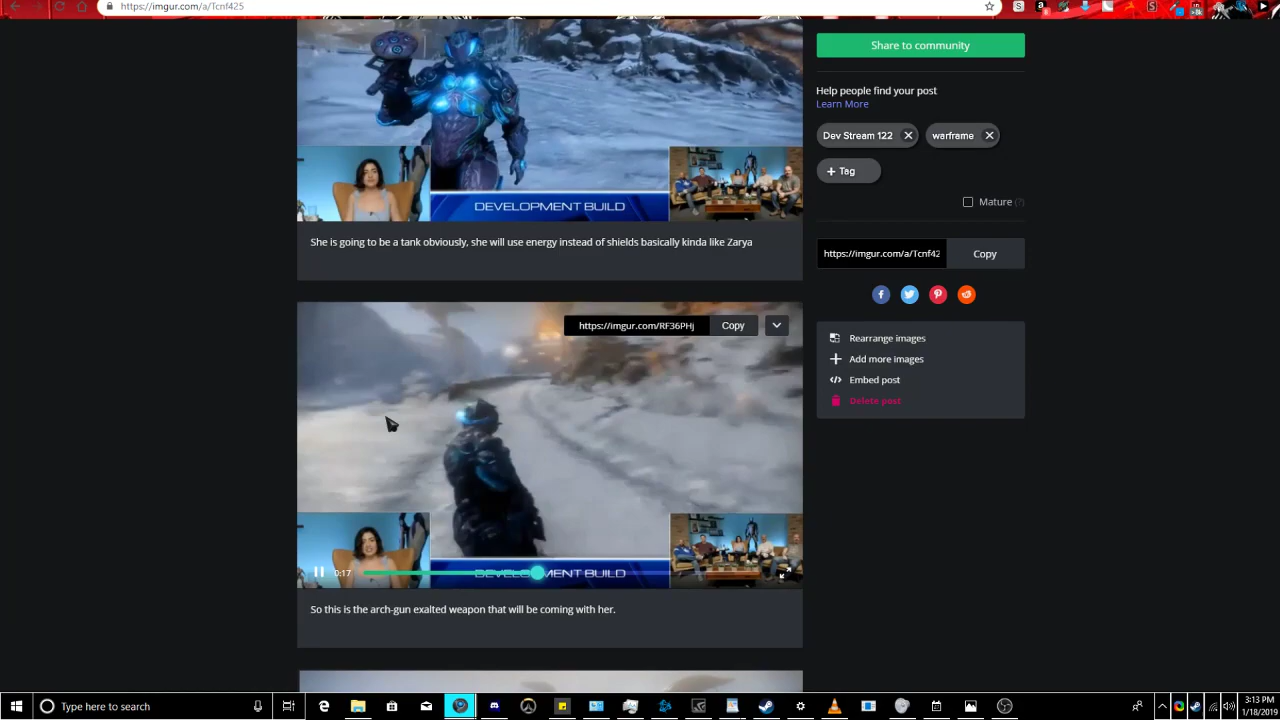 https://imgur.com/a/Tcnf425
Share to community
Help people find your post
Learn More
Dev Stream 122
warframe
+ Tag
Mature (?)
DEVELOPMENT BUILD
She is going to be a tank obviously, she will use energy instead of shields basically kinda like Zarya
https://imgur.com/a/Tcnf42
Copy
https://imgur.com/RF36PHj
Copy
Rearrange images
Add more images
Embed post
Delete post
0:17
DEVELOPMENT BUILD
So this is the arch-gun exalted weapon that will be coming with her.
Type here to search
3:13 PM
1/18/2019